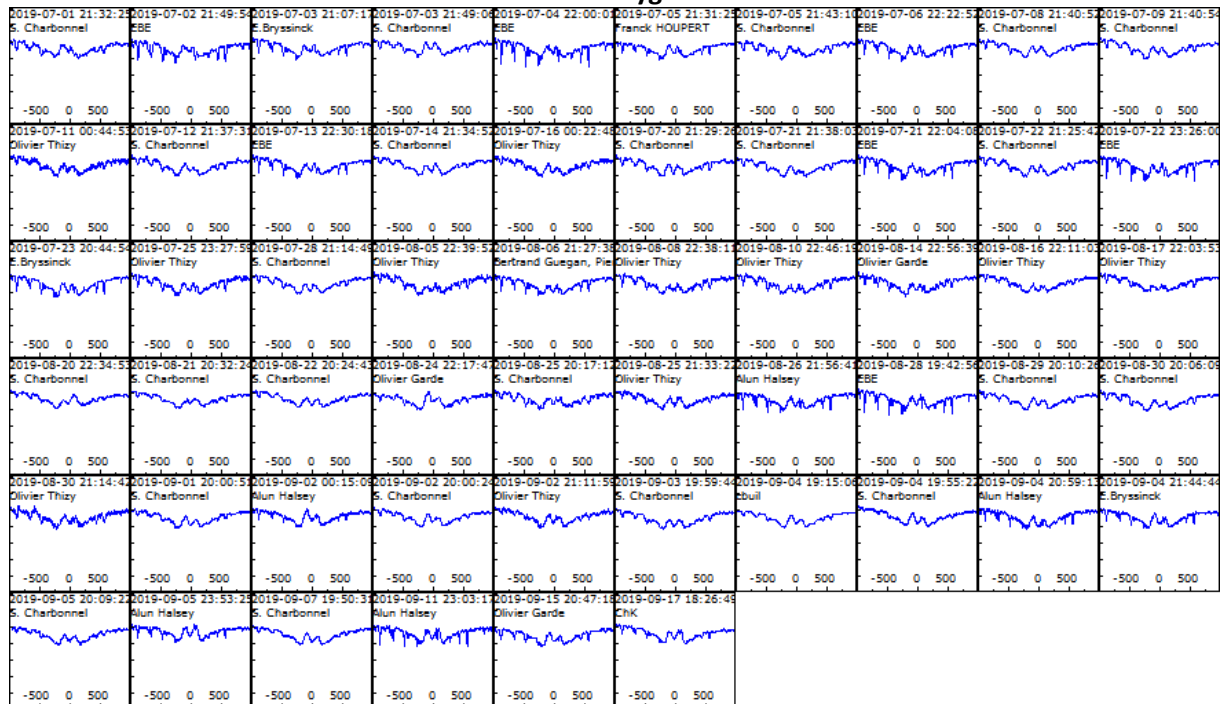 2019-07-01 21:32:25 2019-07-02 21:49:54 2019-07-03 21:07:17 2019-07-03 21:49:06 2019-07-04 22:00:01 2019-07-05 21:31:25 2019-07-05 21:43:10 2019-07-06 22:22:52 2019-07-08 21:40:52 2019-07-09 21:40:54
S. Charbonnel EBE E.Bryssinck S. Charbonnel EBE Franck HOUPERT S. Charbonnel EBE S. Charbonnel S. Charbonnel
-500 0 500 -500 0 500 -500 0 500 -500 0 500 -500 0 500 -500 0 500 -500 0 500 -500 0 500 -500 0 500 -500 0 500
2019-07-11 00:44:53 2019-07-12 21:37:31 2019-07-13 22:30:18 2019-07-14 21:34:52 2019-07-16 00:22:48 2019-07-20 21:29:26 2019-07-21 21:38:03 2019-07-21 22:04:08 2019-07-22 21:25:42 2019-07-22 23:26:00
Olivier Thizy S. Charbonnel EBE S. Charbonnel Olivier Thizy S. Charbonnel S. Charbonnel EBE S. Charbonnel EBE
-500 0 500 -500 0 500 -500 0 500 -500 0 500 -500 0 500 -500 0 500 -500 0 500 -500 0 500 -500 0 500 -500 0 500
2019-07-23 20:44:54 2019-07-25 23:27:59 2019-07-28 21:14:49 2019-08-05 22:39:52 2019-08-06 21:27:38 2019-08-08 22:38:11 2019-08-10 22:46:19 2019-08-14 22:56:39 2019-08-16 22:11:03 2019-08-17 22:03:53
E.Bryssinck Olivier Thizy S. Charbonnel Olivier Thizy Bertrand Guegan, Pie Olivier Thizy Olivier Thizy Olivier Garde Olivier Thizy Olivier Thizy
-500 0 500 -500 0 500 -500 0 500 -500 0 500 -500 0 500 -500 0 500 -500 0 500 -500 0 500 -500 0 500 -500 0 500
2019-08-20 22:34:53 2019-08-21 20:32:24 2019-08-22 20:24:43 2019-08-24 22:17:47 2019-08-25 20:17:12 2019-08-25 21:33:22 2019-08-26 21:56:41 2019-08-28 19:42:56 2019-08-29 20:10:26 2019-08-30 20:06:09
S. Charbonnel S. Charbonnel S. Charbonnel Olivier Garde S. Charbonnel Olivier Thizy Alun Halsey EBE S. Charbonnel S. Charbonnel
-500 0 500 -500 0 500 -500 0 500 -500 0 500 -500 0 500 -500 0 500 -500 0 500 -500 0 500 -500 0 500 -500 0 500
2019-08-30 21:14:42 2019-09-01 20:00:51 2019-09-02 00:15:09 2019-09-02 20:00:24 2019-09-02 21:11:59 2019-09-03 19:59:44 2019-09-04 19:15:06 2019-09-04 19:55:22 2019-09-04 20:59:13 2019-09-04 21:44:44
Olivier Thizy S. Charbonnel Alun Halsey S. Charbonnel Olivier Thizy S. Charbonnel cbuil S. Charbonnel Alun Halsey E.Bryssinck
-500 0 500 -500 0 500 -500 0 500 -500 0 500 -500 0 500 -500 0 500 -500 0 500 -500 0 500 -500 0 500 -500 0 500
2019-09-05 20:09:22 2019-09-05 23:53:25 2019-09-07 19:50:31 2019-09-11 23:03:17 2019-09-15 20:47:18 2019-09-17 18:26:49
S. Charbonnel Alun Halsey S. Charbonnel Alun Halsey Olivier Garde ChK
-500 0 500 -500 0 500 -500 0 500 -500 0 500 -500 0 500 -500 0 500